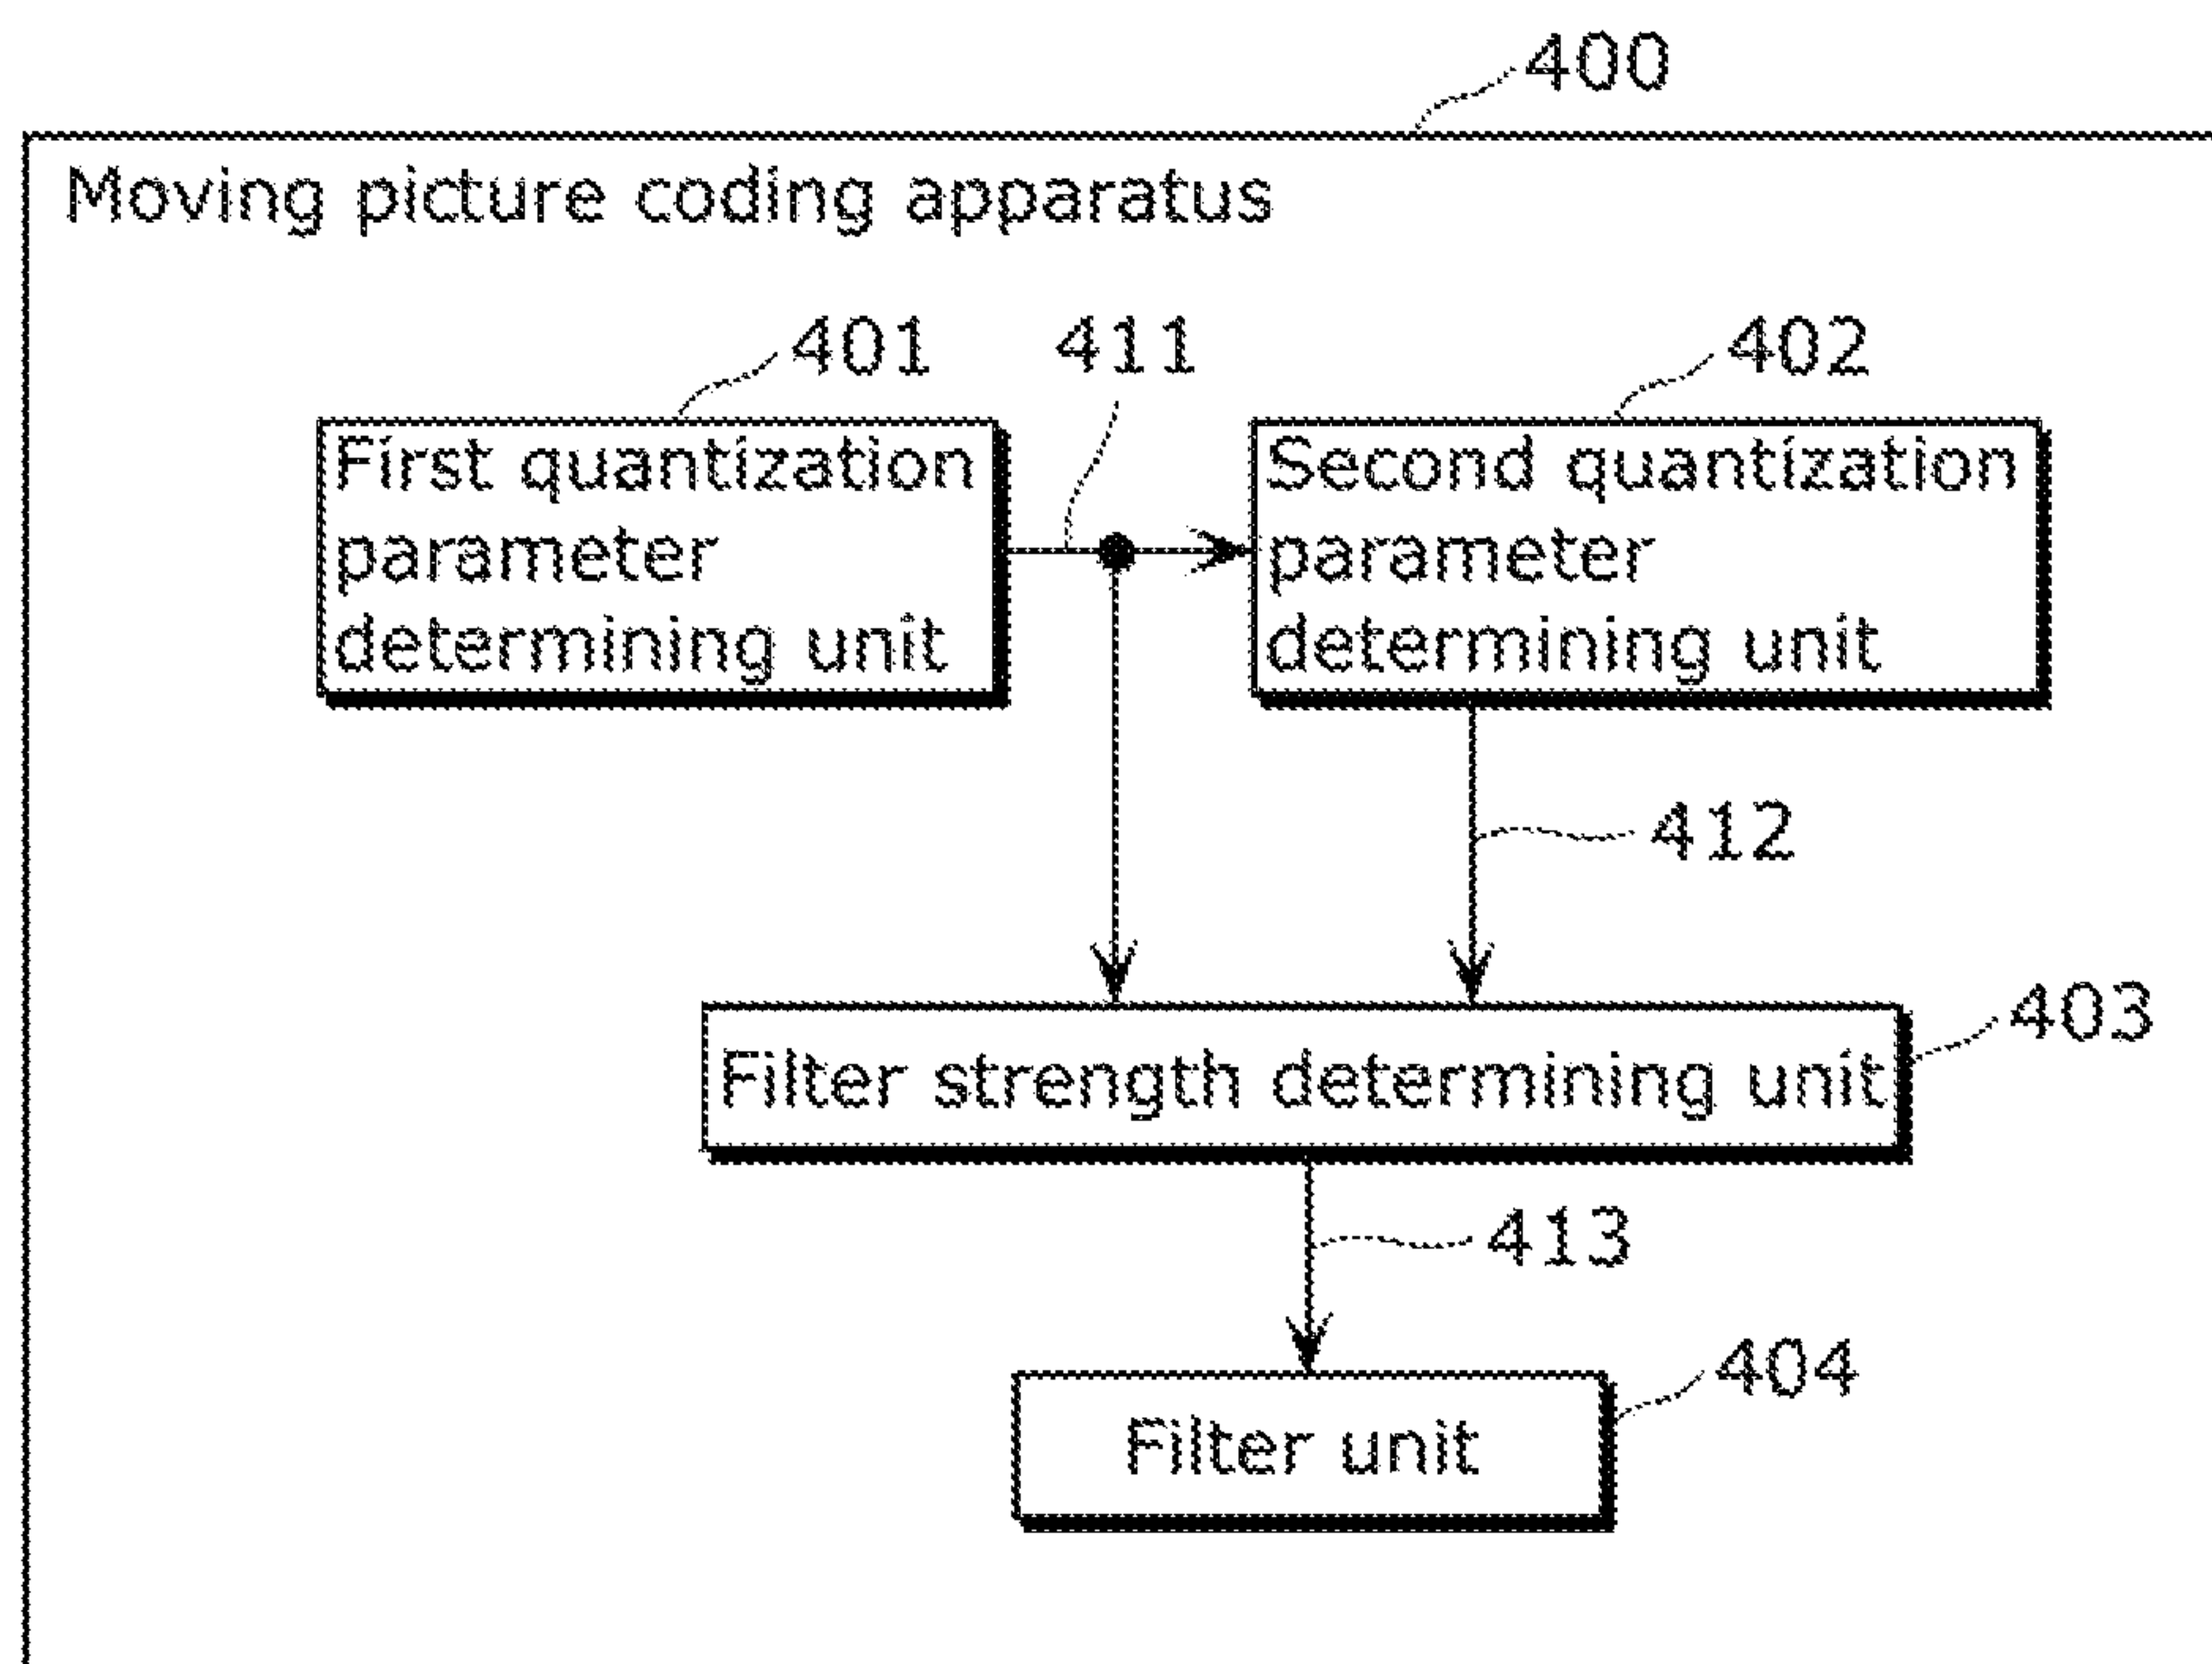 400
Moving picture coding apparatus
401
411
402
First quantization
parameter
determining unit
Second quantization
parameter
determining unit
412
403
Filter strength determining unit
413
404
Filter unit